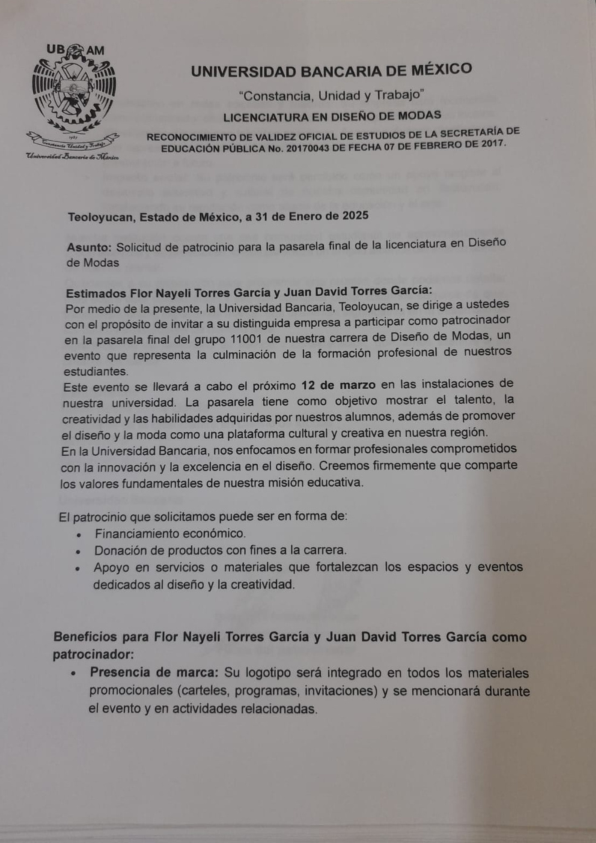 UB AM
Constancia Unidad y Trabajo
Universidad Bancaria de México
UNIVERSIDAD BANCARIA DE MÉXICO
“Constancia, Unidad y Trabajo”
LICENCIATURA EN DISEÑO DE MODAS
RECONOCIMIENTO DE VALIDEZ OFICIAL DE ESTUDIOS DE LA SECRETARÍA DE
EDUCACIÓN PÚBLICA No. 20170043 DE FECHA 07 DE FEBRERO DE 2017.
Teoloyucan, Estado de México, a 31 de Enero de 2025
Asunto: Solicitud de patrocinio para la pasarela final de la licenciatura en Diseño
de Modas
Estimados Flor Nayeli Torres García y Juan David Torres García:
Por medio de la presente, la Universidad Bancaria, Teoloyucan, se dirige a ustedes
con el propósito de invitar a su distinguida empresa a participar como patrocinador
en la pasarela final del grupo 11001 de nuestra carrera de Diseño de Modas, un
evento que representa la culminación de la formación profesional de nuestros
estudiantes.
Este evento se llevará a cabo el próximo 12 de marzo en las instalaciones de
nuestra universidad. La pasarela tiene como objetivo mostrar el talento, la
creatividad y las habilidades adquiridas por nuestros alumnos, además de promover
el diseño y la moda como una plataforma cultural y creativa en nuestra región.
En la Universidad Bancaria, nos enfocamos en formar profesionales comprometidos
con la innovación y la excelencia en el diseño. Creemos firmemente que comparte
los valores fundamentales de nuestra misión educativa.
El patrocinio que solicitamos puede ser en forma de:
• Financiamiento económico.
• Donación de productos con fines a la carrera.
• Apoyo en servicios o materiales que fortalezcan los espacios y eventos
dedicados al diseño y la creatividad.
Beneficios para Flor Nayeli Torres García y Juan David Torres García como
patrocinador:
• Presencia de marca: Su logotipo será integrado en todos los materiales
promocionales (carteles, programas, invitaciones) y se mencionará durante
el evento y en actividades relacionadas.